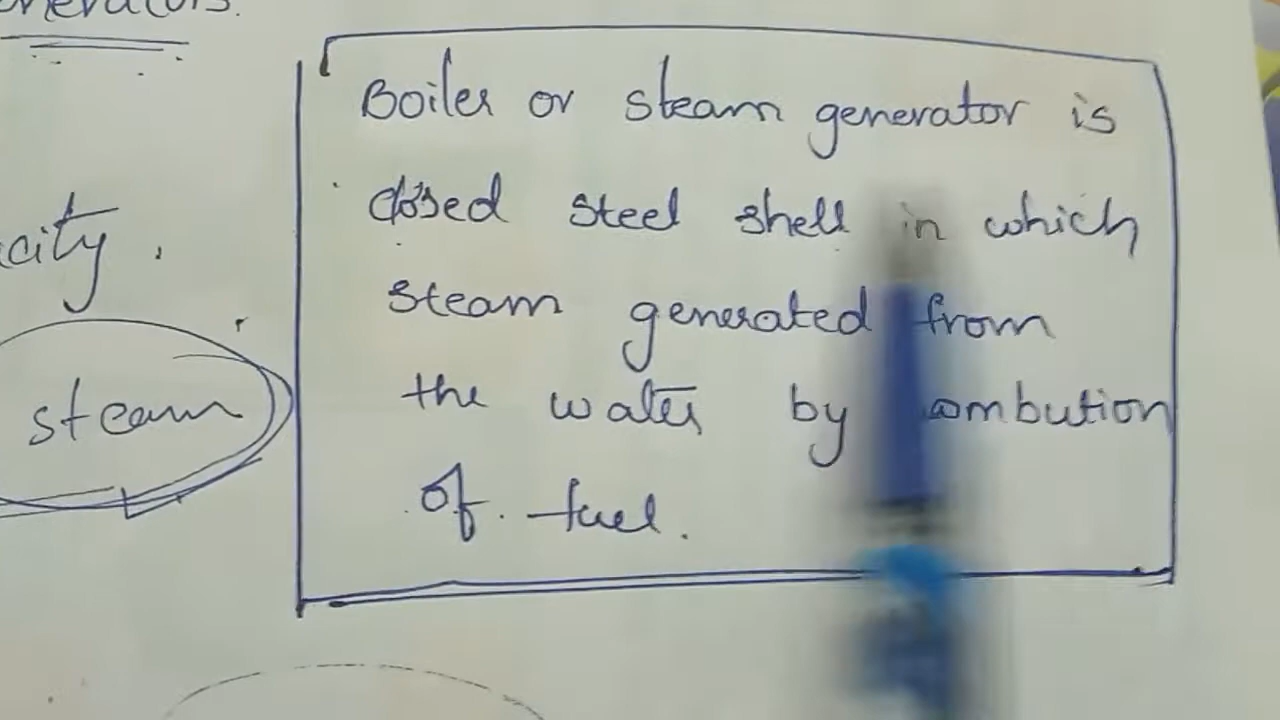 Boiler or steam generator is
closed steel shell in which
steam generated from
the water by combution
of fuel.
city.
steam